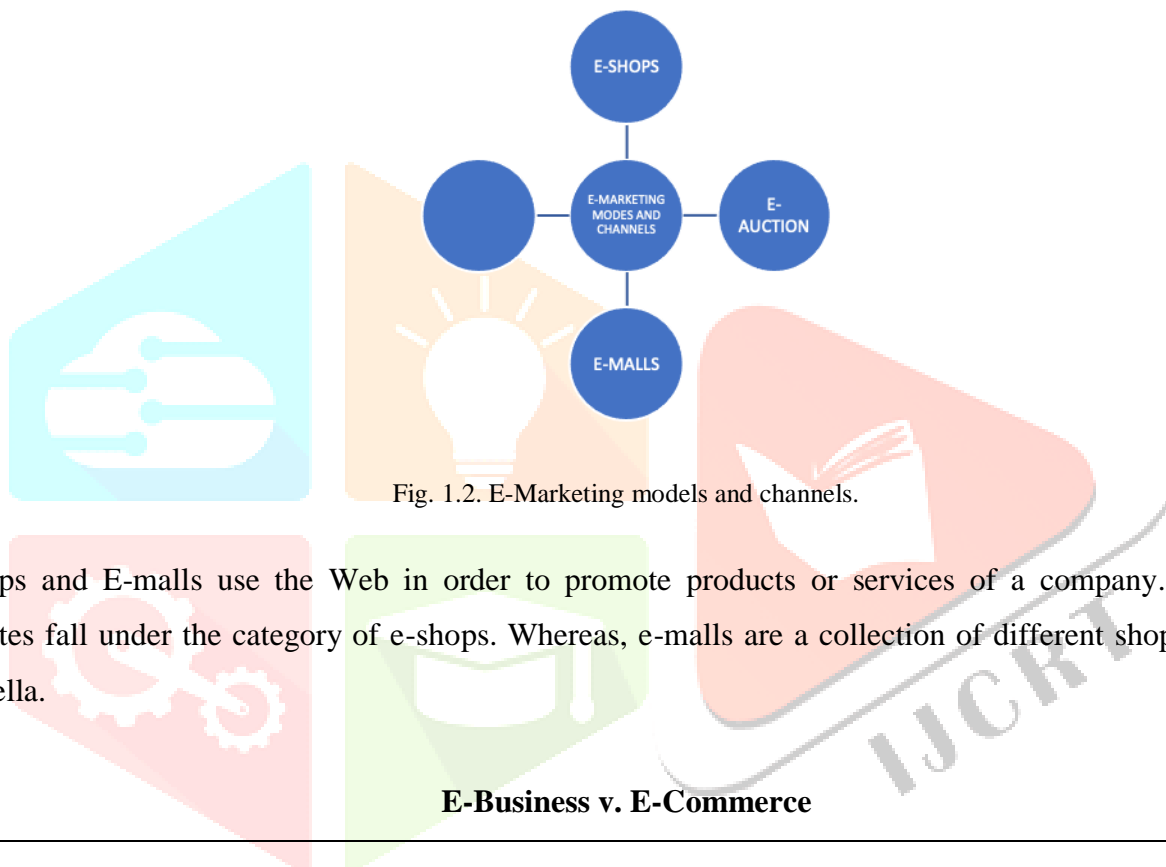 E-SHOPS
E-MARKETING
MODES AND
CHANNELS
E-
AUCTION
E-MALLS
Fig. 1.2. E-Marketing models and channels.
ps and E-malls use the Web in order to promote products or services of a company.
tes fall under the category of e-shops. Whereas, e-malls are a collection of different shop
ella.
IJCRT
E-Business v. E-Commerce